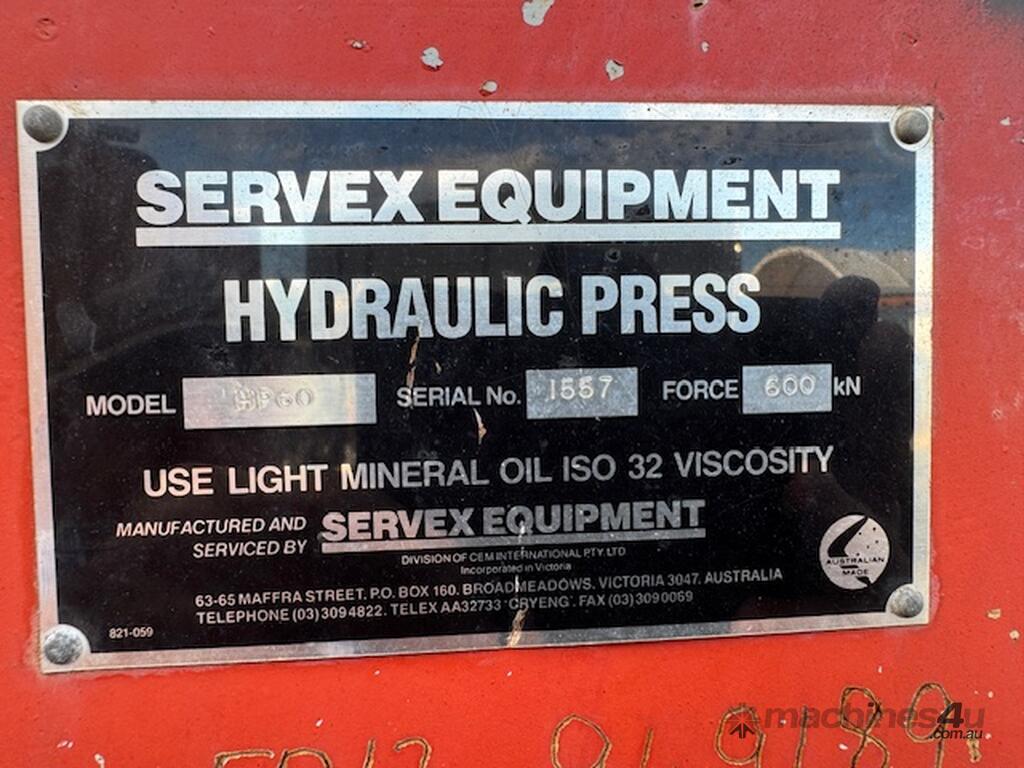 SERVEX EQUIPMENT
HYDRAULIC PRESS
MODEL HP60 SERIAL No. 1557 FORCE 600 kN
USE LIGHT MINERAL OIL ISO 32 VISCOSITY
MANUFACTURED AND SERVICED BY SERVEX EQUIPMENT
DIVISION OF CEM INTERNATIONAL PTY. LTD
Incorporated in Victoria
63-65 MAFFRA STREET. P.O. BOX 160. BROADMEADOWS. VICTORIA 3047. AUSTRALIA
TELEPHONE (03) 309 4822. TELEX AA32733 'CRYENG'. FAX (03) 309 0069
AUSTRALIAN
MADE
821-059
machines4u
.com.au